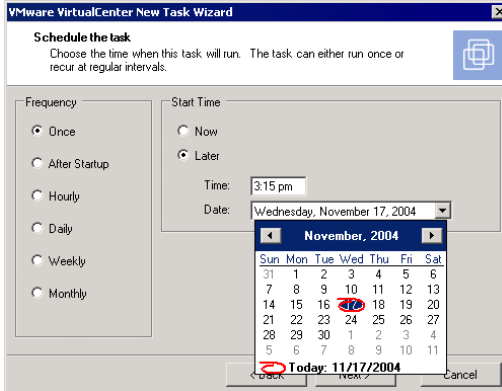 VMware VirtualCenter New Task Wizard
Schedule the task
Choose the time when this task will run. The task can either run once or
recur at regular intervals.
Frequency
Once
After Startup
Hourly
Daily
Weekly
Monthly
Start Time
Now
Later
Time: 3:15 pm
Date: Wednesday, November 17, 2004
November, 2004
Sun Mon Tue Wed Thu Fri Sat
31 1 2 3 4 5 6
7 8 9 10 11 12 13
14 15 16 17 18 19 20
21 22 23 24 25 26 27
28 29 30 1 2 3 4
5 6 7 8 9 10 11
Today: 11/17/2004
< Back Next > Cancel